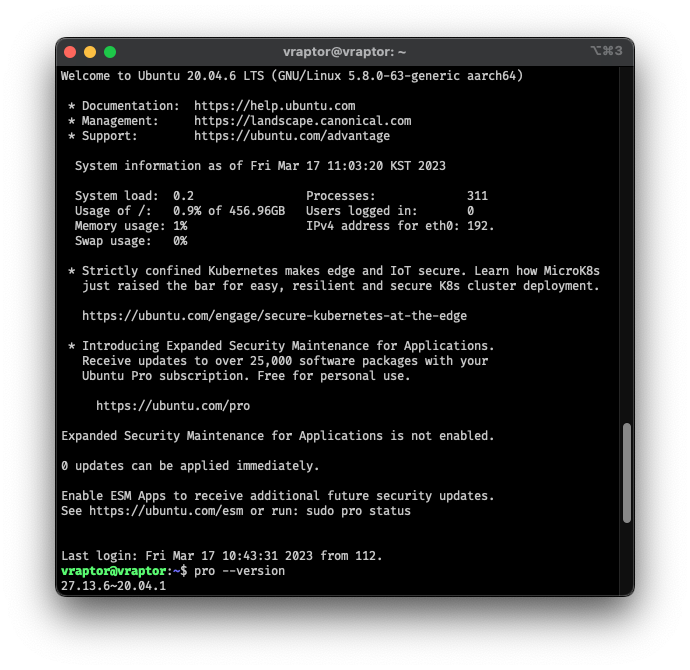 vraptor@vraptor: ~
⌥⌘3
Welcome to Ubuntu 20.04.6 LTS (GNU/Linux 5.8.0-63-generic aarch64)
* Documentation: https://help.ubuntu.com
* Management: https://landscape.canonical.com
* Support: https://ubuntu.com/advantage
System information as of Fri Mar 17 11:03:20 KST 2023
System load: 0.2 Processes: 311
Usage of /: 0.9% of 456.96GB Users logged in: 0
Memory usage: 1% IPv4 address for eth0: 192.
Swap usage: 0%
* Strictly confined Kubernetes makes edge and IoT secure. Learn how MicroK8s
just raised the bar for easy, resilient and secure K8s cluster deployment.
https://ubuntu.com/engage/secure-kubernetes-at-the-edge
* Introducing Expanded Security Maintenance for Applications.
Receive updates to over 25,000 software packages with your
Ubuntu Pro subscription. Free for personal use.
https://ubuntu.com/pro
Expanded Security Maintenance for Applications is not enabled.
0 updates can be applied immediately.
Enable ESM Apps to receive additional future security updates.
See https://ubuntu.com/esm or run: sudo pro status
Last login: Fri Mar 17 10:43:31 2023 from 112.
vraptor@vraptor:~$ pro --version
27.13.6~20.04.1